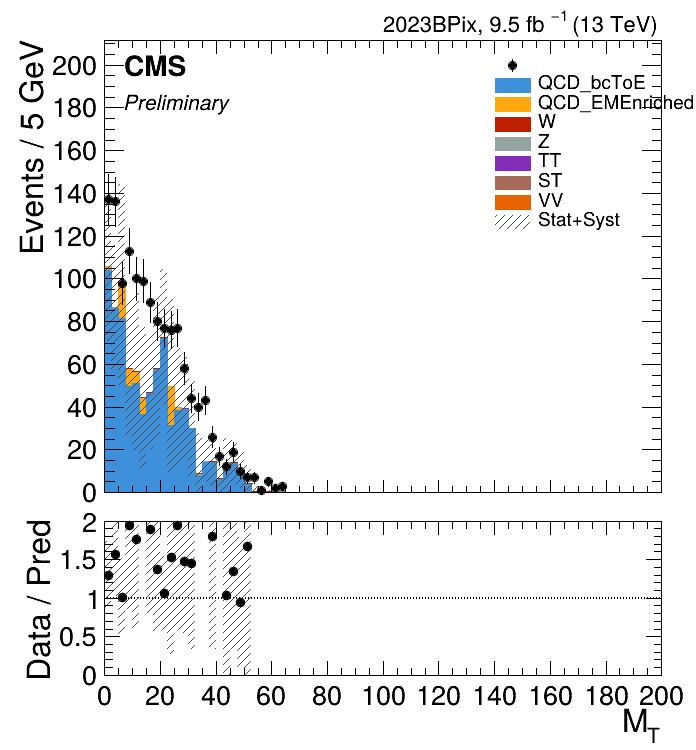 2023BPix, 9.5 fb⁻¹ (13 TeV)
CMS
Preliminary
QCD_bcToE
QCD_EMEnriched
W
Z
TT
ST
VV
Stat+Syst
Events / 5 GeV
200
180
160
140
120
100
80
60
40
20
0
Data / Pred
2
1.5
1
0.5
0
0 20 40 60 80 100 120 140 160 180 200
M_T